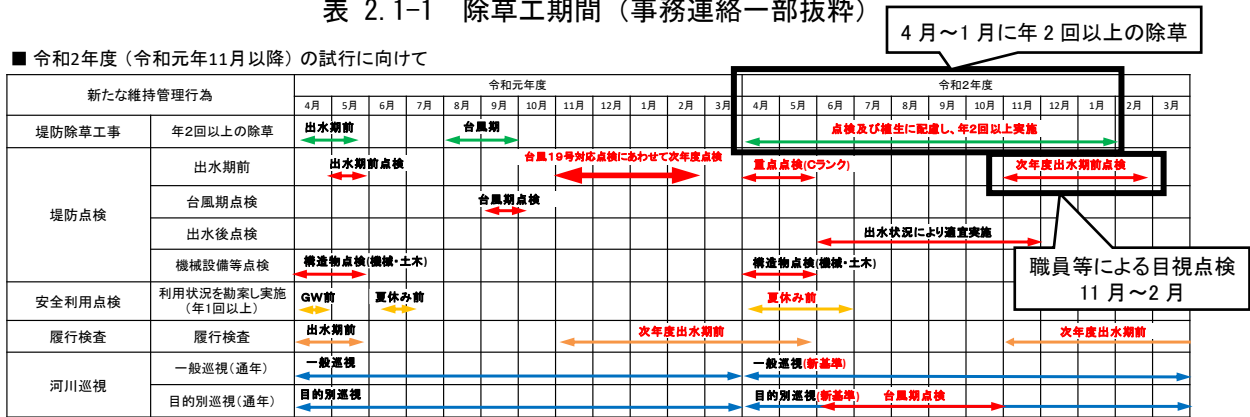 表 2.1-1 除草工期間（事務連絡一部抜粋）
4月～1月に年2回以上の除草
■ 令和2年度（令和元年11月以降）の試行に向けて
新たな維持管理行為 令和元年度 令和2年度
4月 5月 6月 7月 8月 9月 10月 11月 12月 1月 2月 3月 4月 5月 6月 7月 8月 9月 10月 11月 12月 1月 2月 3月
堤防除草工事 年2回以上の除草 出水期前 台風期 点検及び植生に配慮し、年2回以上実施
堤防点検
出水期前 出水期前点検 台風19号対応点検にあわせて次年度点検 重点点検(Cランク) 次年度出水期前点検
台風期点検 台風期点検
出水後点検 出水状況により適宜実施
機械設備等点検 構造物点検(機械・土木) 構造物点検(機械・土木)
職員等による目視点検
11月～2月
安全利用点検 利用状況を勘案し実施
（年1回以上） GW前 夏休み前 夏休み前
履行検査 履行検査 出水期前 次年度出水期前 次年度出水期前
河川巡視
一般巡視（通年） 一般巡視 一般巡視(新基準)
目的別巡視（通年） 目的別巡視 目的別巡視(新基準) 台風期点検